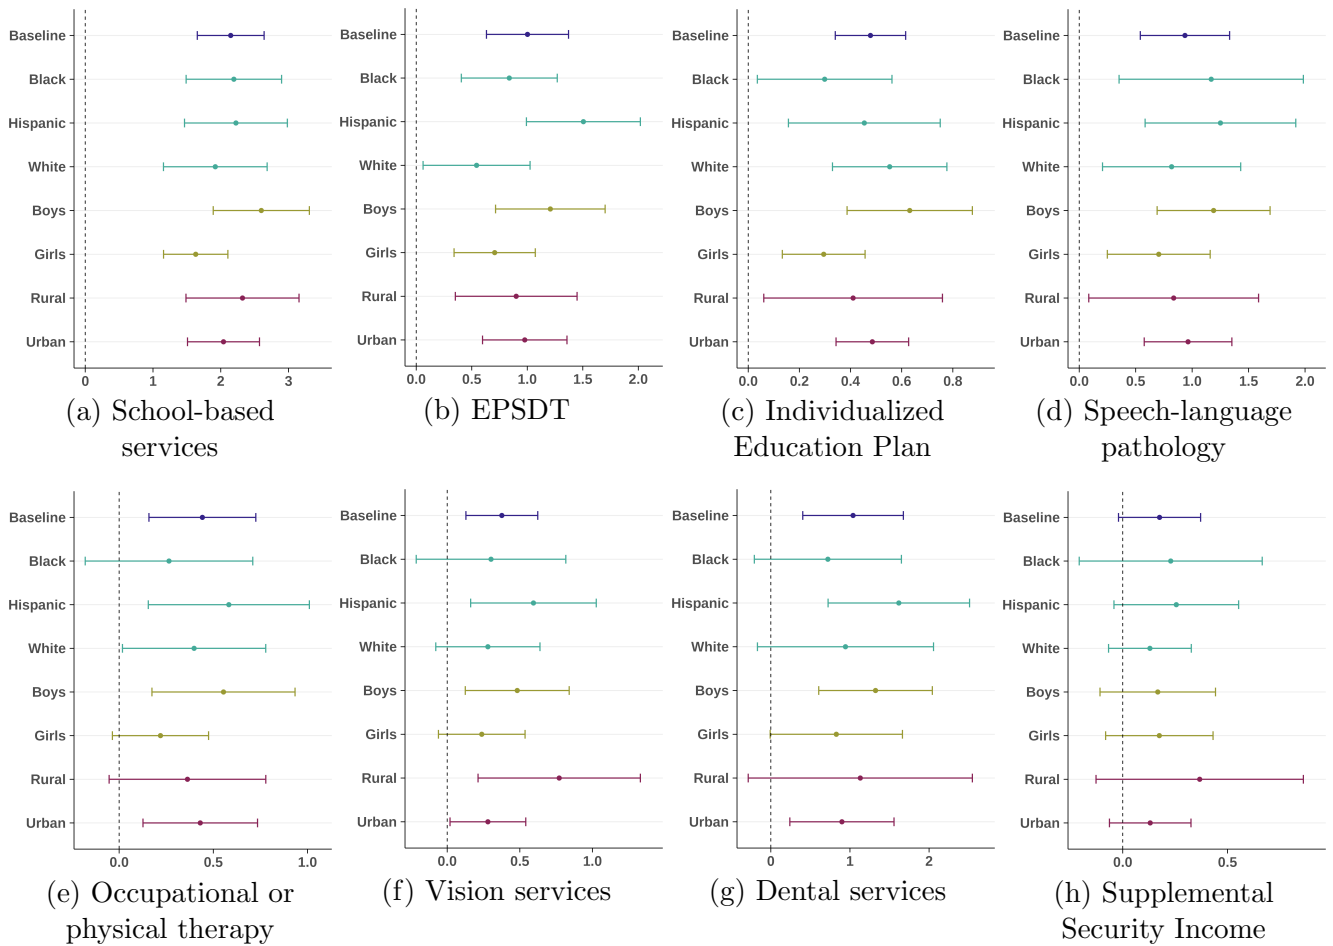 Baseline
Black
Hispanic
White
Boys
Girls
Rural
Urban
0 1 2 3
(a) School-based
services
Baseline
Black
Hispanic
White
Boys
Girls
Rural
Urban
0.0 0.5 1.0 1.5 2.0
(b) EPSDT
Baseline
Black
Hispanic
White
Boys
Girls
Rural
Urban
0.0 0.2 0.4 0.6 0.8
(c) Individualized
Education Plan
Baseline
Black
Hispanic
White
Boys
Girls
Rural
Urban
0.0 0.5 1.0 1.5 2.0
(d) Speech-language
pathology
Baseline
Black
Hispanic
White
Boys
Girls
Rural
Urban
0.0 0.5 1.0
(e) Occupational or
physical therapy
Baseline
Black
Hispanic
White
Boys
Girls
Rural
Urban
0.0 0.5 1.0
(f) Vision services
Baseline
Black
Hispanic
White
Boys
Girls
Rural
Urban
0 1 2
(g) Dental services
Baseline
Black
Hispanic
White
Boys
Girls
Rural
Urban
0.0 0.5
(h) Supplemental
Security Income